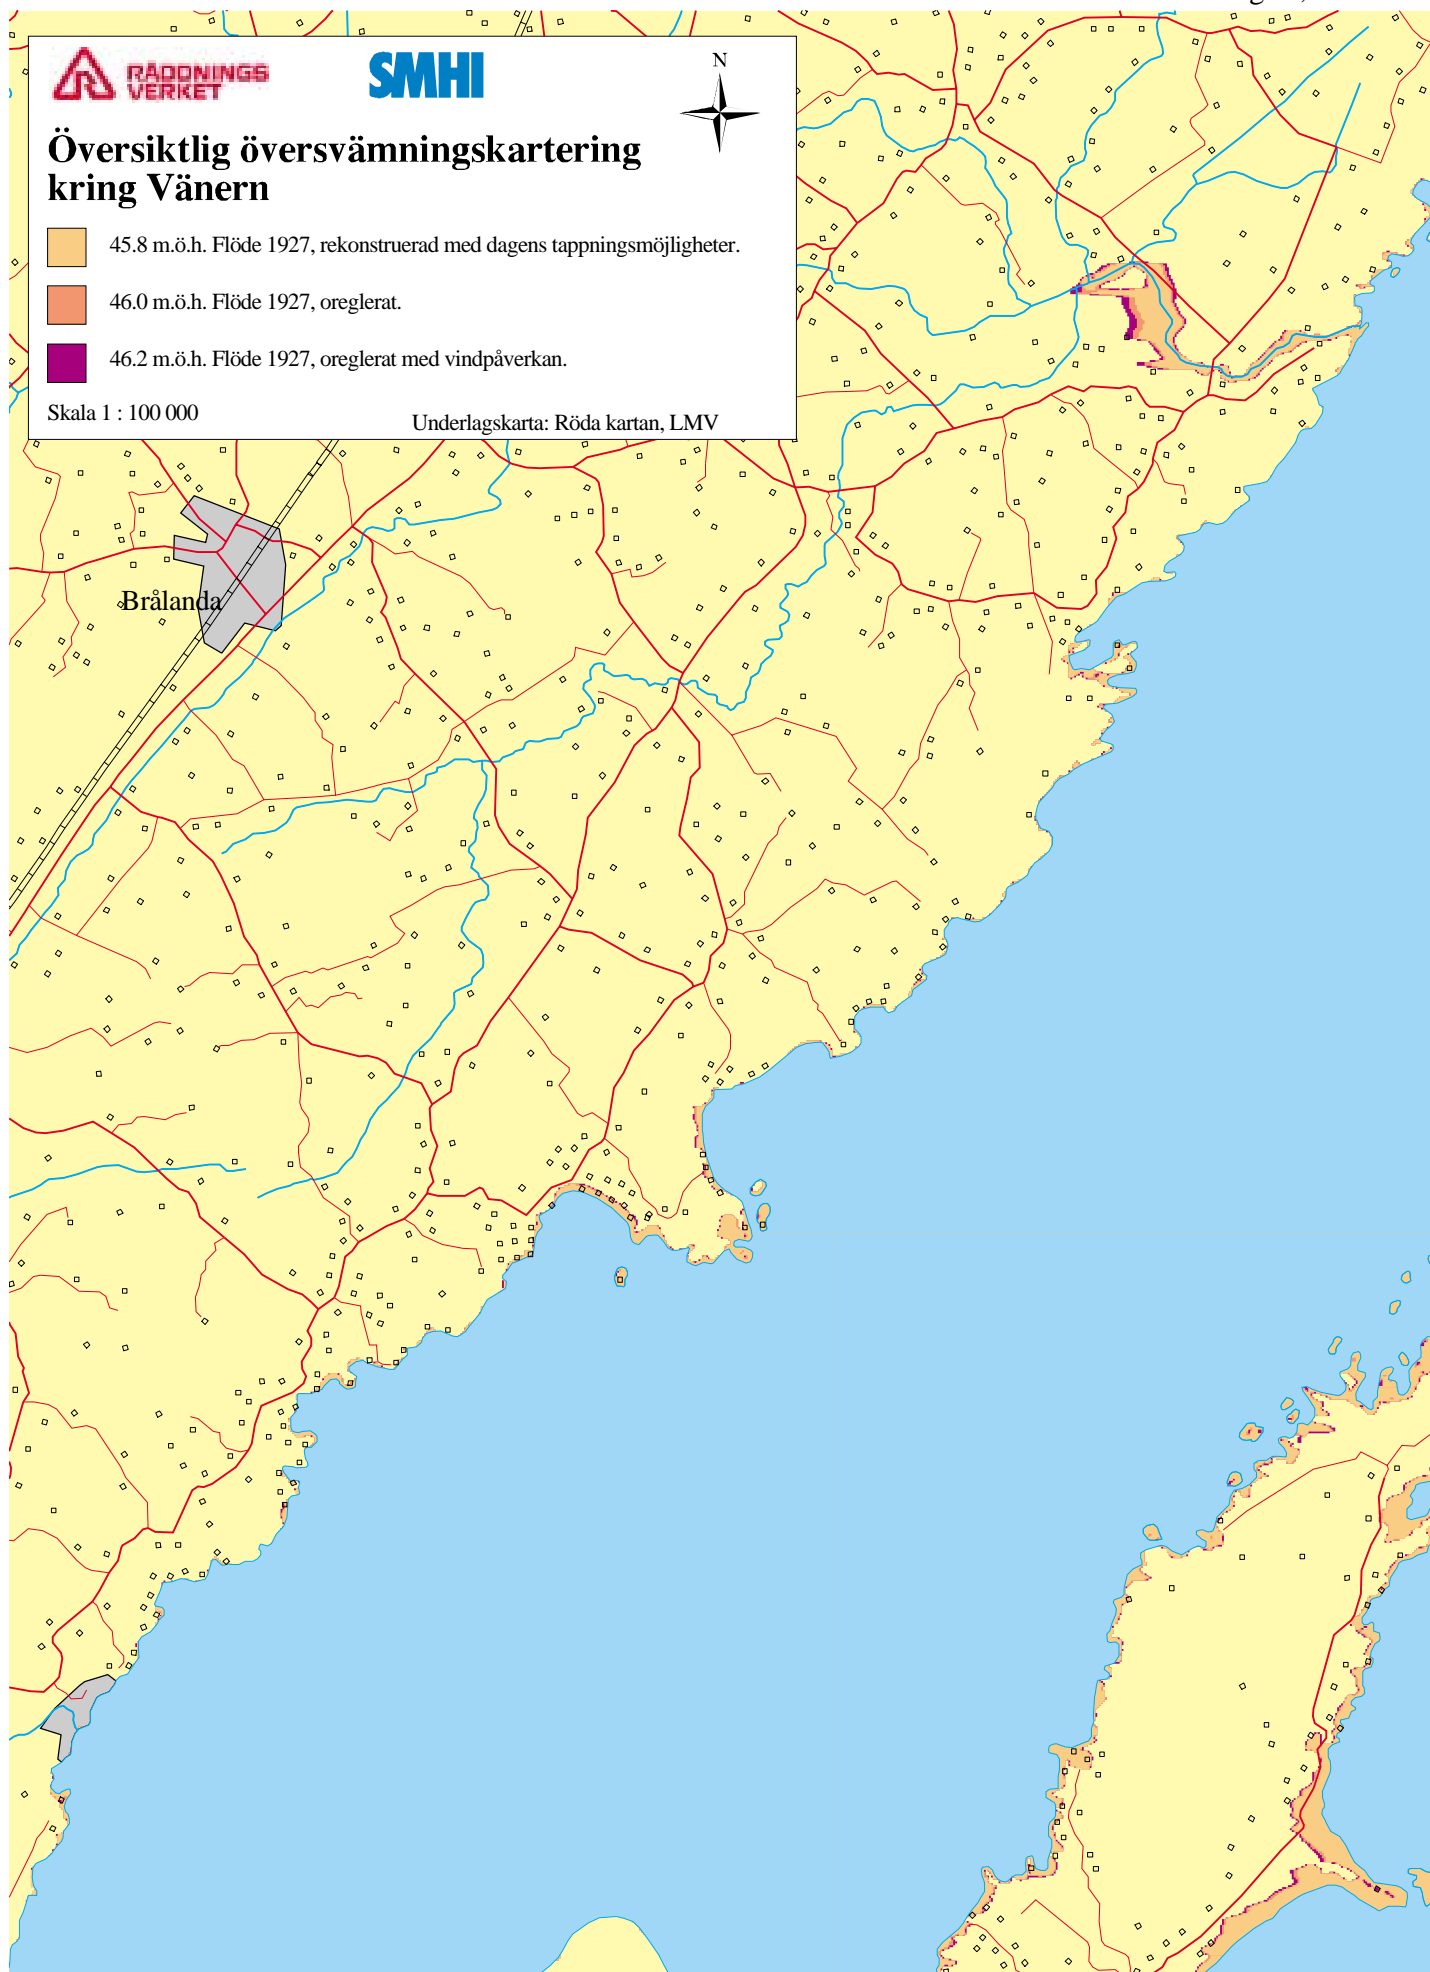 RÄDDNINGS
VERKET
SMHI
N
Översiktlig översvämningskartering
kring Vänern
45.8 m.ö.h. Flöde 1927, rekonstruerad med dagens tappningsmöjligheter.
46.0 m.ö.h. Flöde 1927, oreglerat.
46.2 m.ö.h. Flöde 1927, oreglerat med vindpåverkan.
Skala 1 : 100 000
Underlagskarta: Röda kartan, LMV
Brålanda